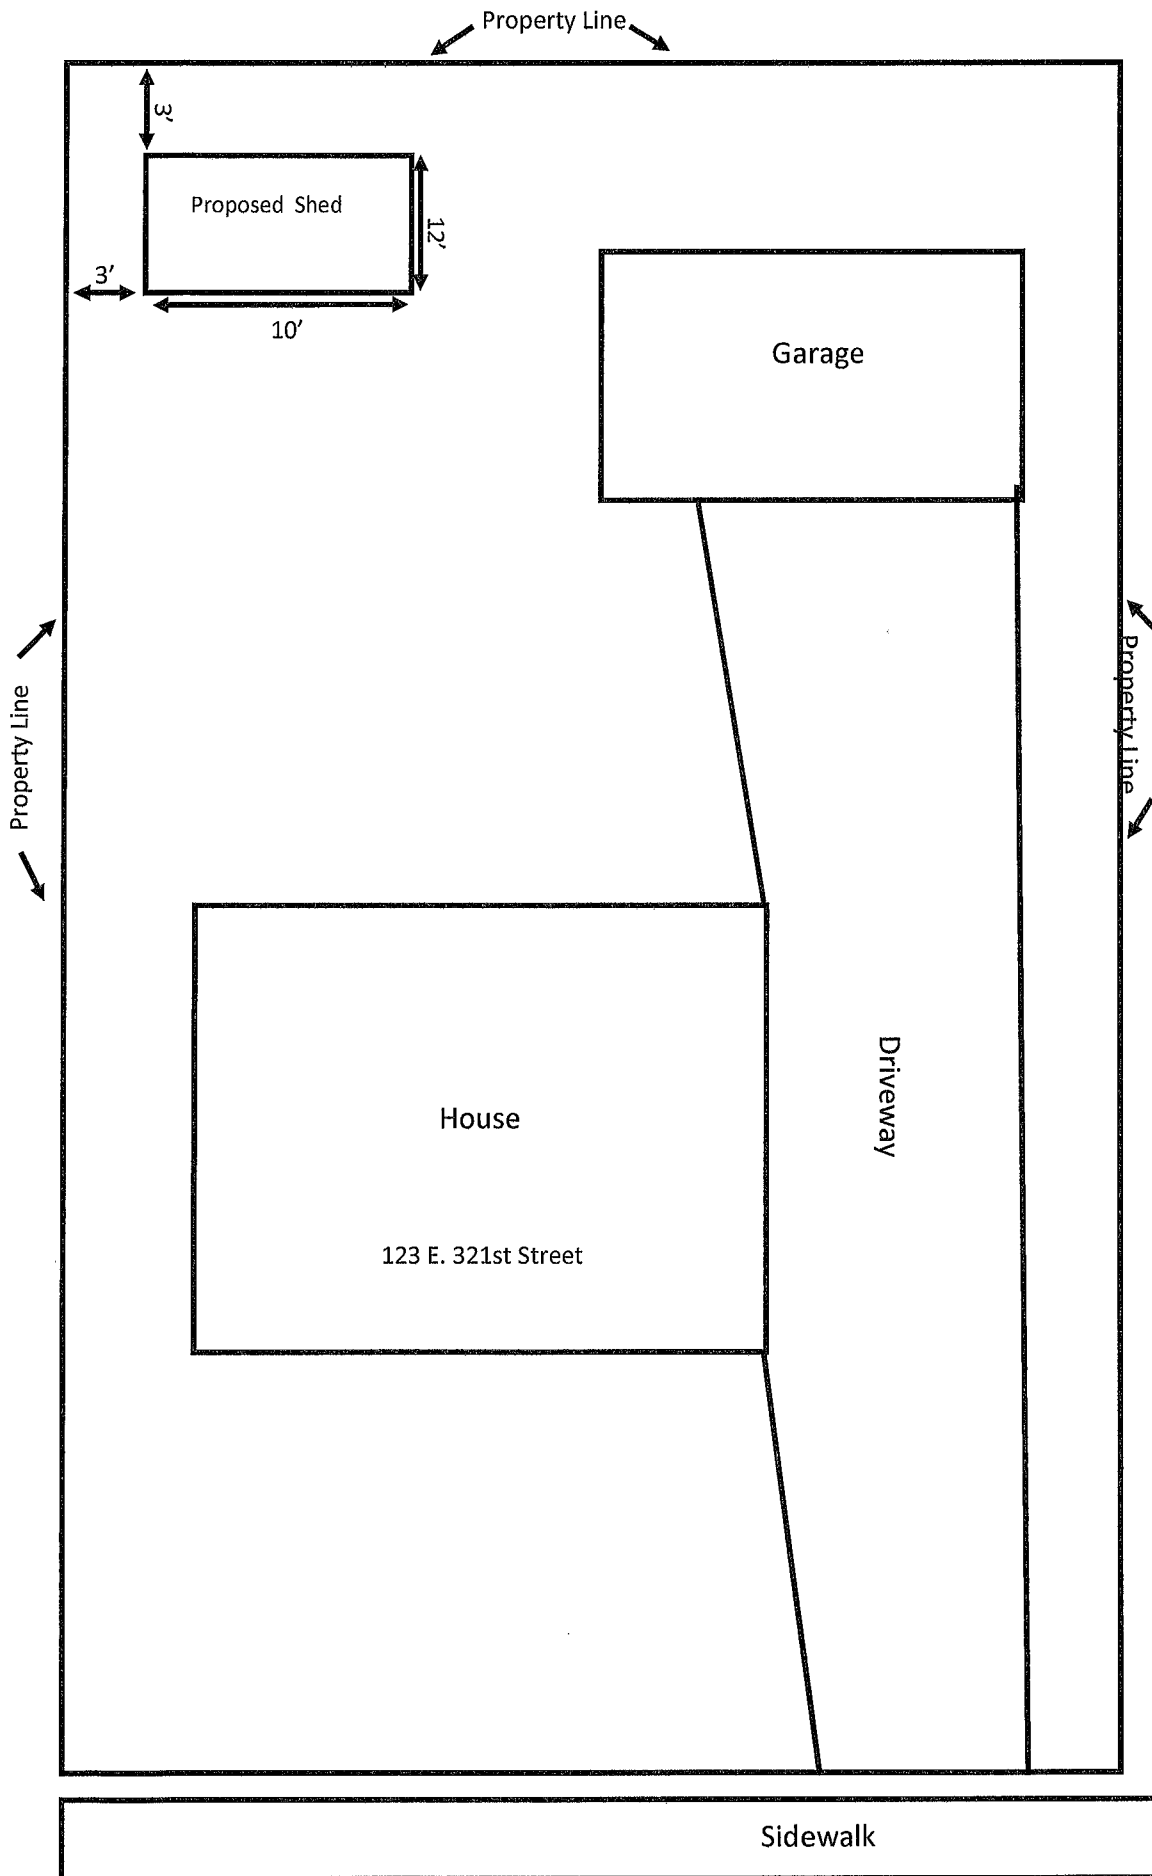 Property Line
3'
Proposed Shed
12'
3'
10'
Garage
Property Line
Property Line
Driveway
House
123 E. 321st Street
Sidewalk